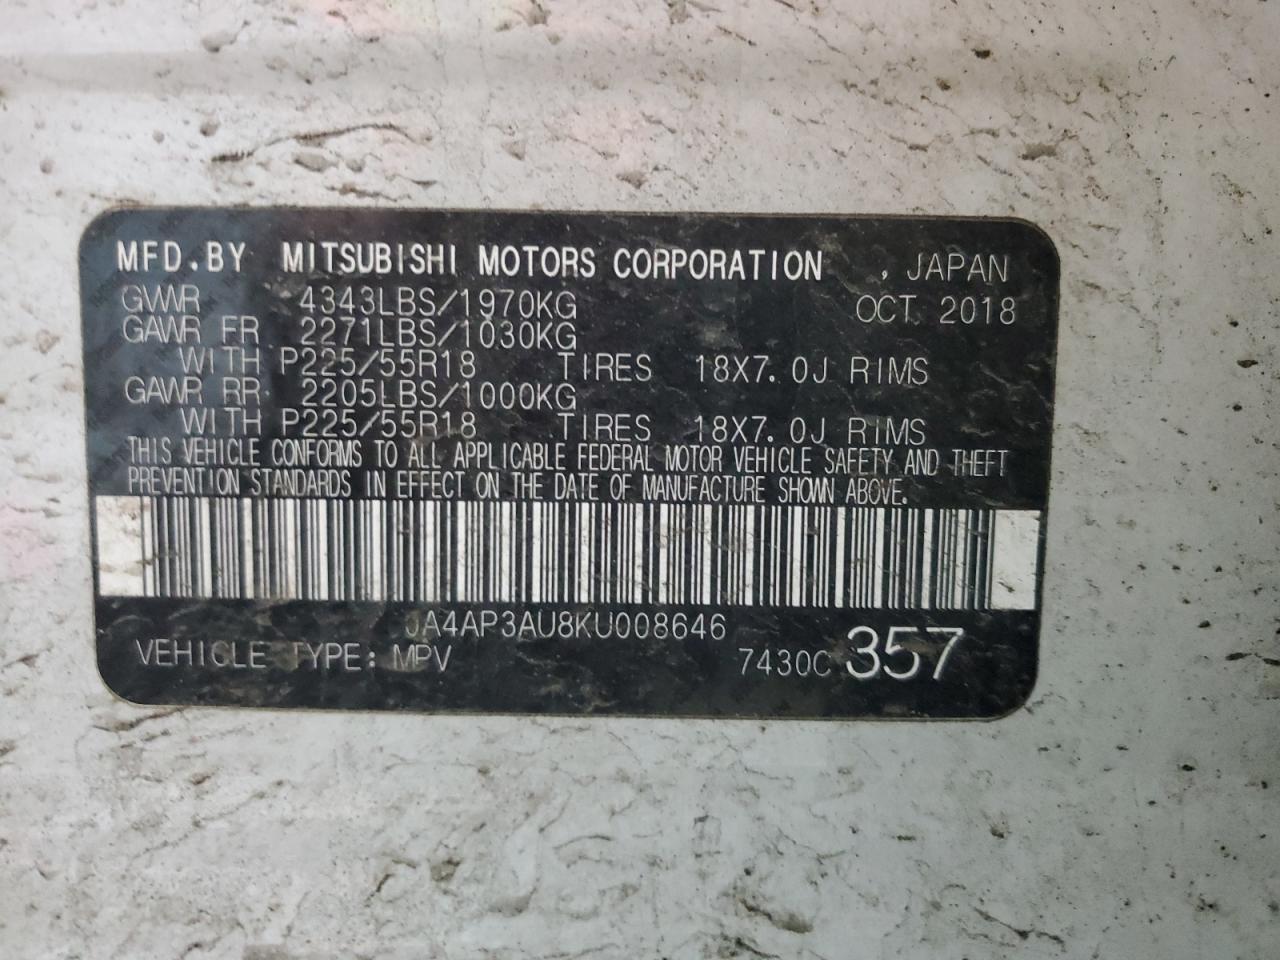 MFD.BY MITSUBISHI MOTORS CORPORATION , JAPAN
GVWR 4343LBS/1970KG OCT 2018
GAWR FR 2271LBS/1030KG
WITH P225/55R18 TIRES 18X7.0J RIMS
GAWR RR 2205LBS/1000KG
WITH P225/55R18 TIRES 18X7.0J RIMS
THIS VEHICLE CONFORMS TO ALL APPLICABLE FEDERAL MOTOR VEHICLE SAFETY AND THEFT
PREVENTION STANDARDS IN EFFECT ON THE DATE OF MANUFACTURE SHOWN ABOVE.
JA4AP3AU8KU008646
VEHICLE TYPE: MPV 7430C 357